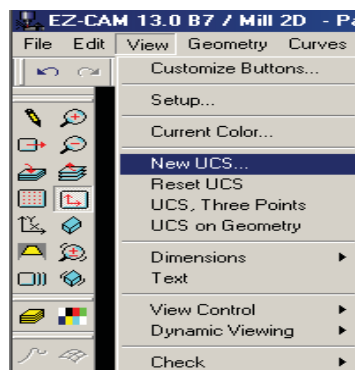 EZ-CAM 13.0 B7 / Mill 2D - Pa
File Edit View Geometry Curves
Customize Buttons...
Setup...
Current Color...
New UCS...
Reset UCS
UCS, Three Points
UCS on Geometry
Dimensions
Text
View Control
Dynamic Viewing
Check